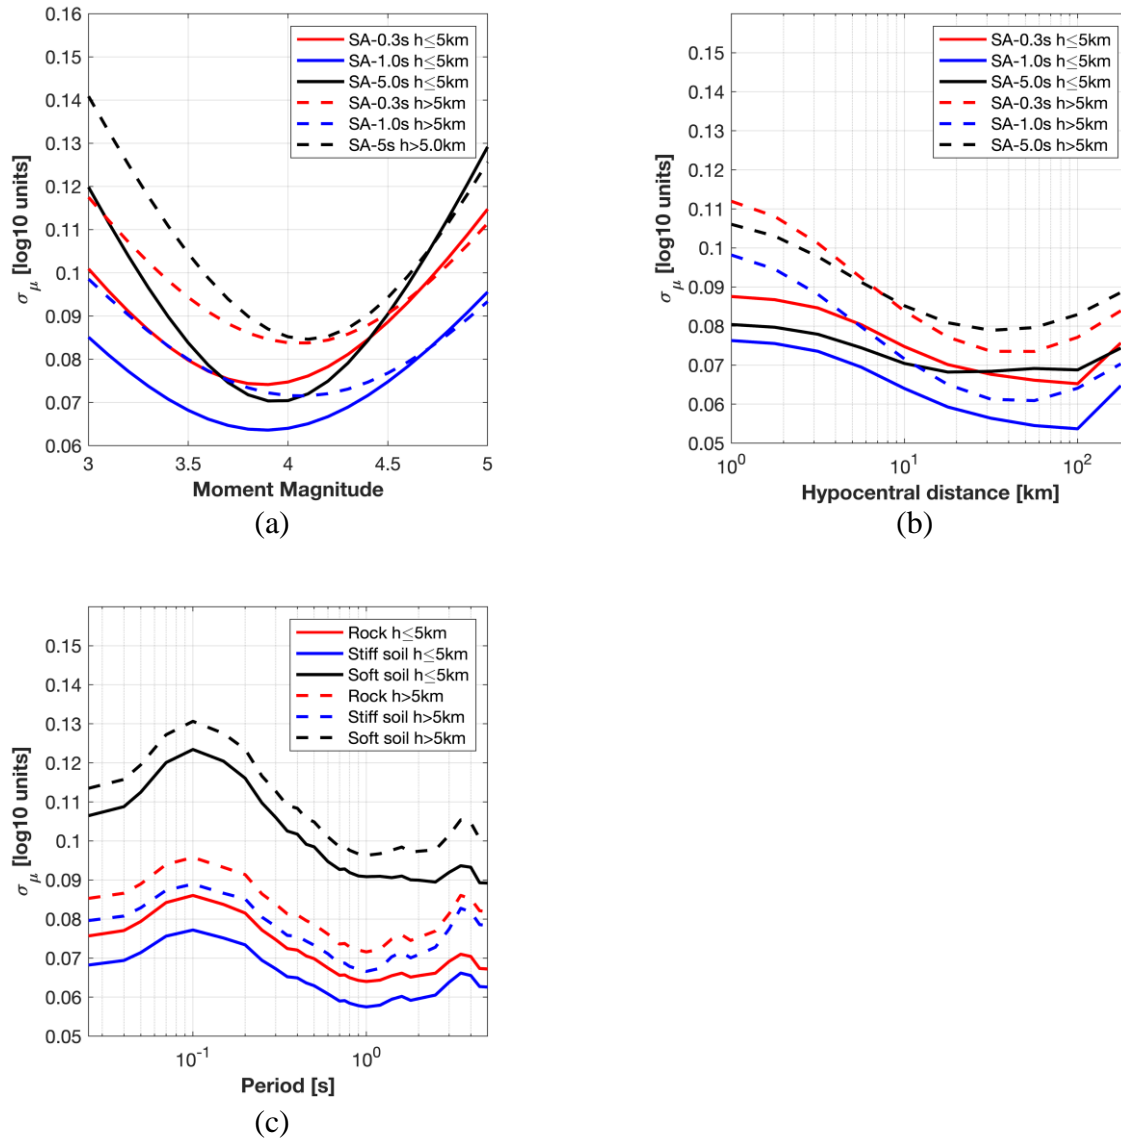 0.16
0.15
0.14
0.13
0.12
0.11
0.1
0.09
0.08
0.07
0.06
3
3.5
4
4.5
5
σ_μ [log10 units]
Moment Magnitude
SA-0.3s h≤5km
SA-1.0s h≤5km
SA-5.0s h≤5km
SA-0.3s h>5km
SA-1.0s h>5km
SA-5s h>5.0km
(a)
0.15
0.14
0.13
0.12
0.11
0.1
0.09
0.08
0.07
0.06
0.05
10^0
10^1
10^2
σ_μ [log10 units]
Hypocentral distance [km]
SA-0.3s h≤5km
SA-1.0s h≤5km
SA-5.0s h≤5km
SA-0.3s h>5km
SA-1.0s h>5km
SA-5.0s h>5km
(b)
0.15
0.14
0.13
0.12
0.11
0.1
0.09
0.08
0.07
0.06
0.05
10^-1
10^0
σ_μ [log10 units]
Period [s]
Rock h≤5km
Stiff soil h≤5km
Soft soil h≤5km
Rock h>5km
Stiff soil h>5km
Soft soil h>5km
(c)